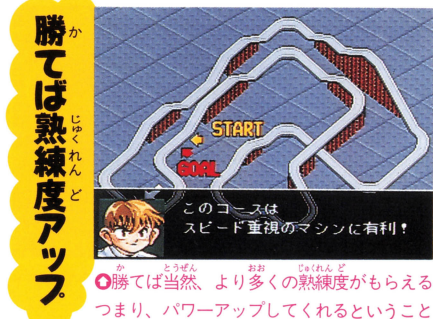 勝てば熟練度アップ
START
GOAL
このコースは
スピード重視のマシンに有利！
勝てば当然、より多くの熟練度がもらえる
つまり、パワーアップしてくれるということ